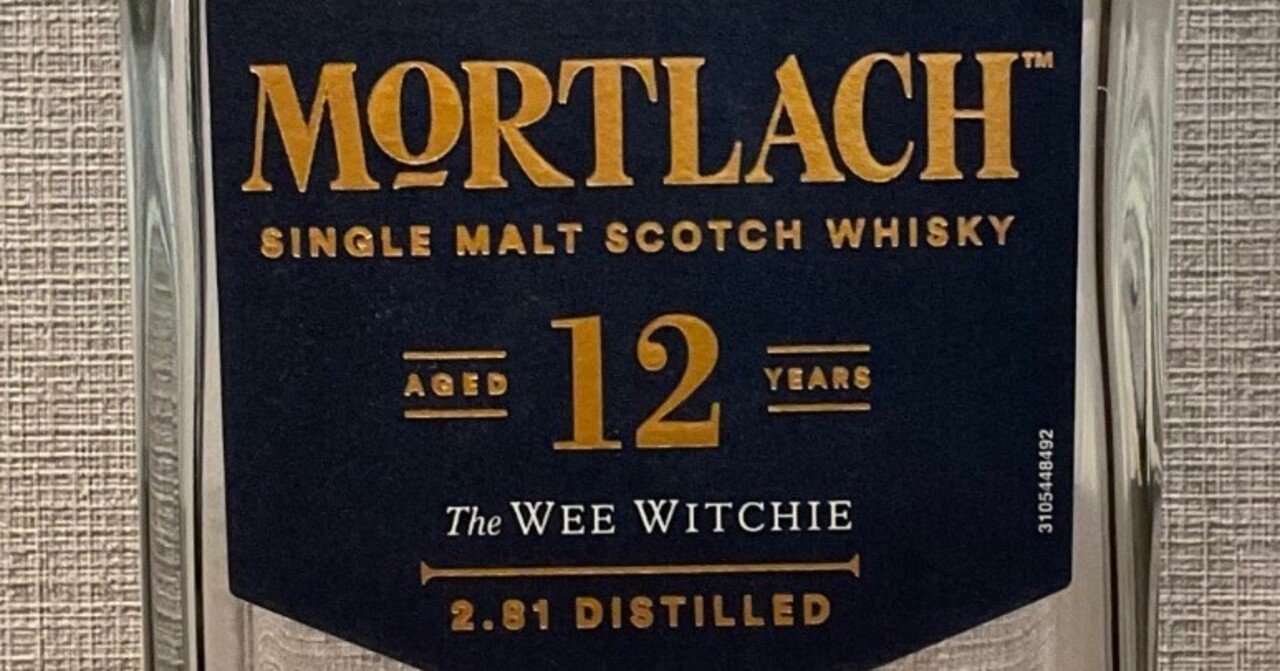 MORTLACH™
SINGLE MALT SCOTCH WHISKY
AGED 12 YEARS
The WEE WITCHIE
2.81 DISTILLED
3105448492